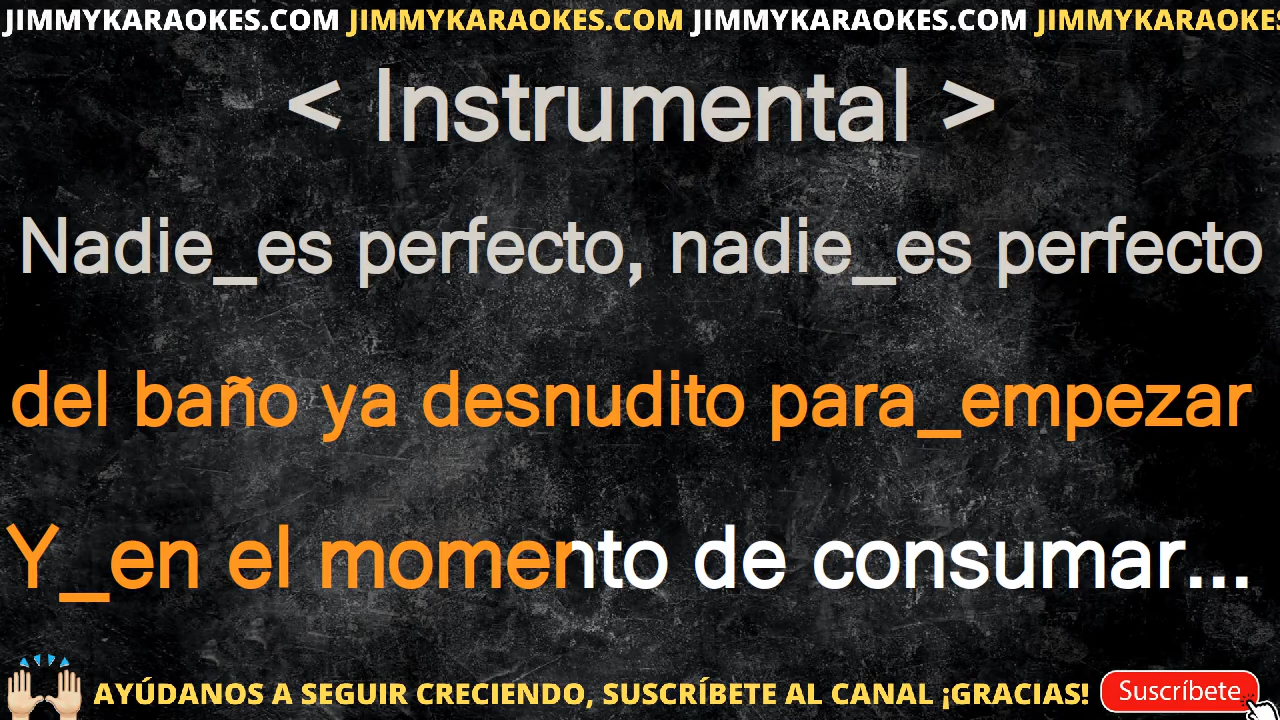 JIMMYKARAOKES.COM JIMMYKARAOKES.COM JIMMYKARAOKES.COM JIMMYKARAOKES
< Instrumental >
Nadie_es perfecto, nadie_es perfecto
del baño ya desnudito para_empezar
Y_en el momento de consumar...
AYÚDANOS A SEGUIR CRECIENDO, SUSCRÍBETE AL CANAL ¡GRACIAS! Suscríbete